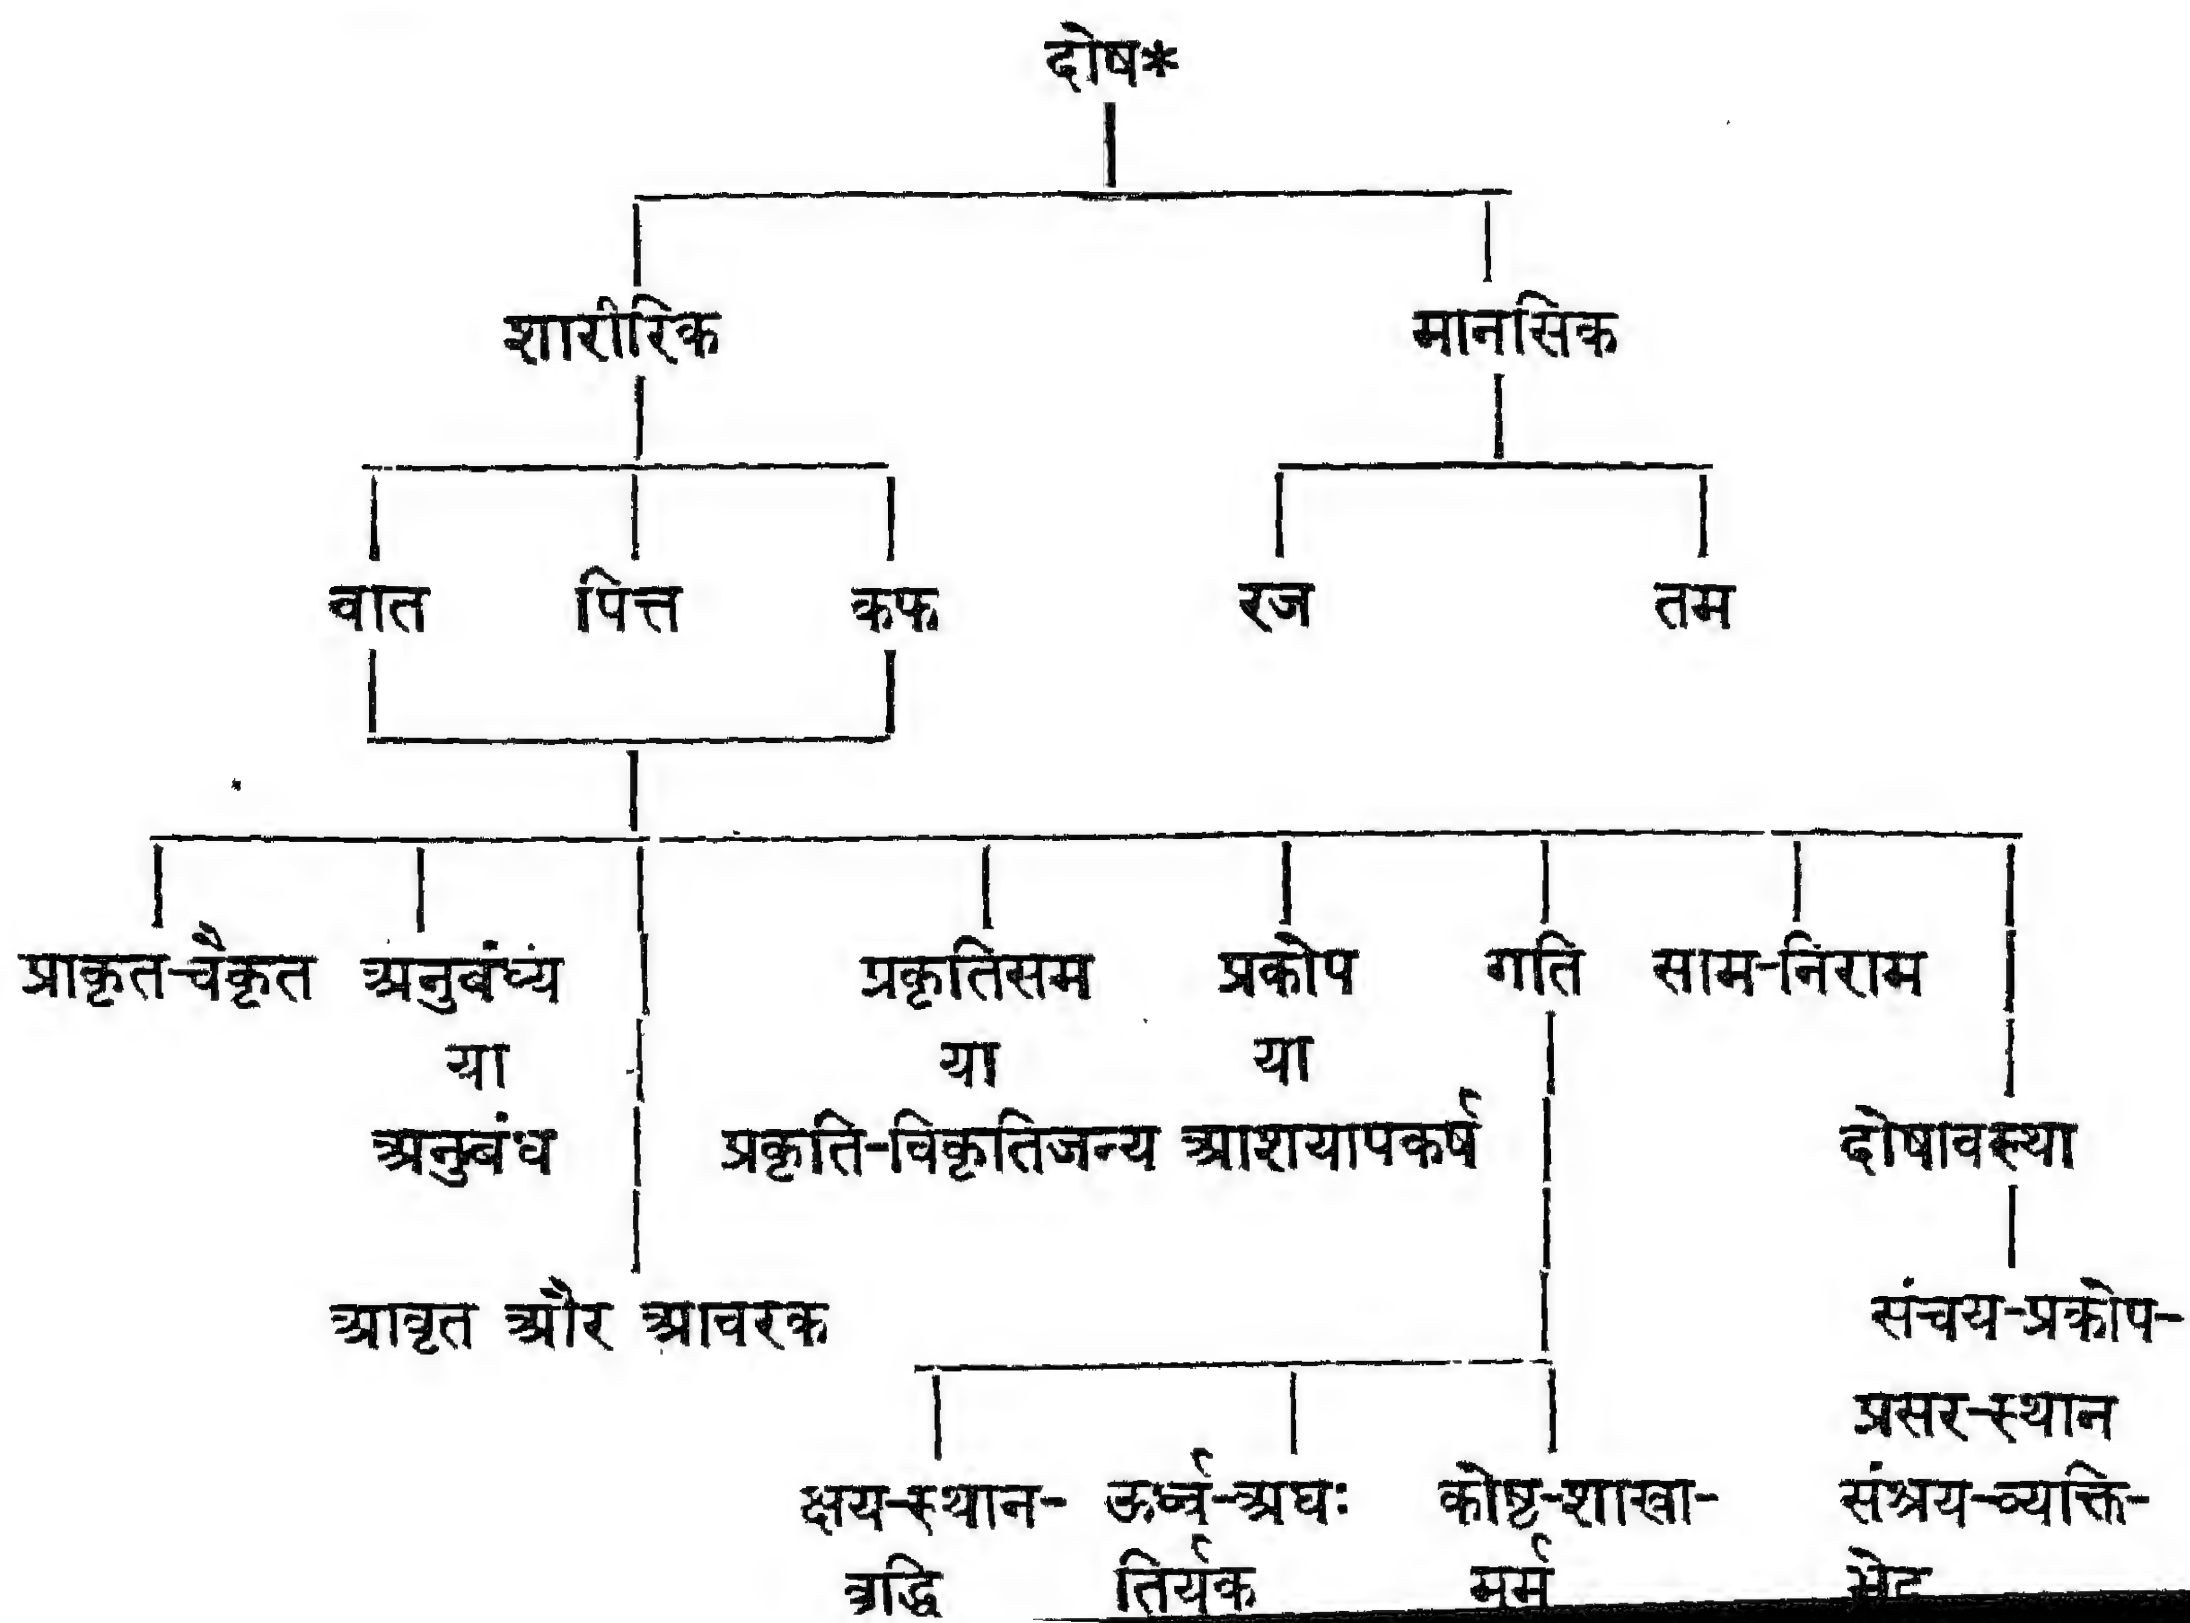 दोष*
शारीरिक मानसिक
वात पित्त कफ रज तम
प्राकृत-वैकृत अनुबंध्य प्रकृतिसम प्रकोप गति साम-निराम
या या या
अनुबंध प्रकृति-विकृतिजन्य आशयापकर्ष दोषावस्था
आवृत और आवरक संचय-प्रकोप-
प्रसर-स्थान
क्षय-स्थान- ऊर्ध्व-अधः कोष्ट-शाखा- संश्रय-व्यक्ति-
वृद्धि तिर्यक मर्म भेद